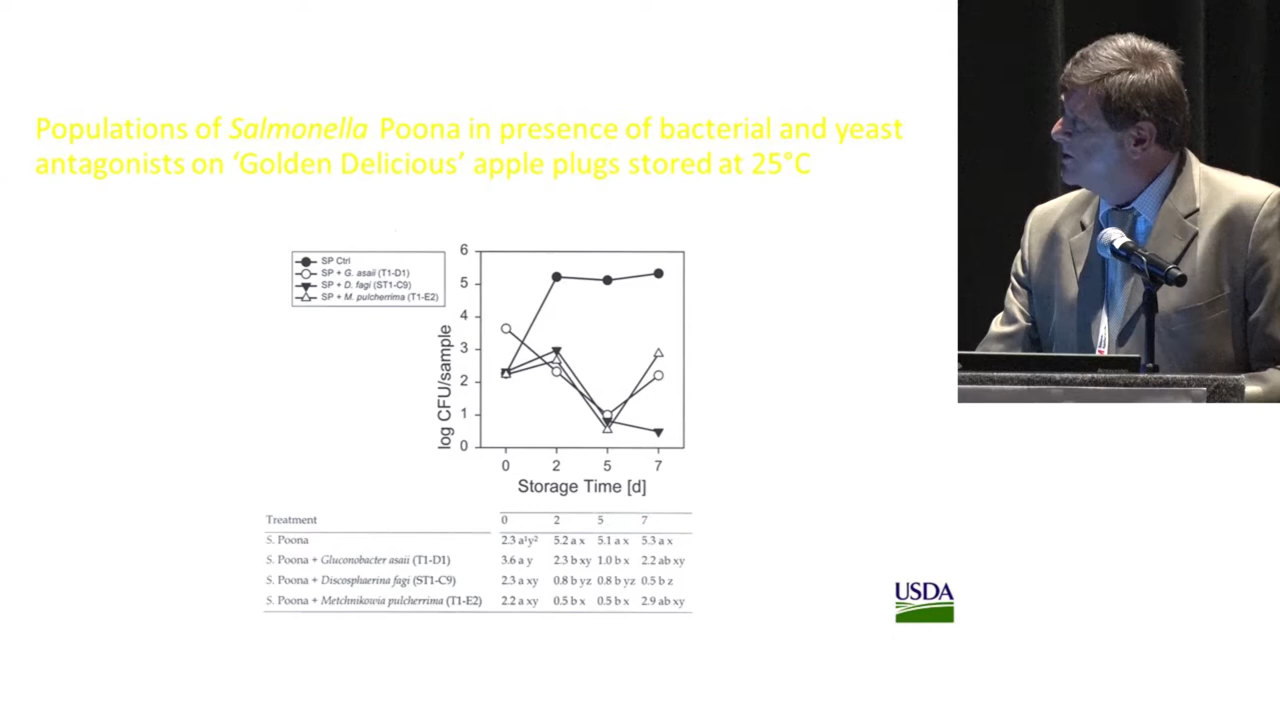 Populations of Salmonella Poona in presence of bacterial and yeast
antagonists on ‘Golden Delicious’ apple plugs stored at 25°C
SP Ctrl
SP + G. asaii (T1-D1)
SP + D. fagi (ST1-C9)
SP + M. pulcherrima (T1-E2)
log CFU/sample
6
5
4
3
2
1
0
0 2 5 7
Storage Time [d]
Treatment 0 2 5 7
S. Poona 2.3 a¹y² 5.2 a x 5.1 a x 5.3 a x
S. Poona + Gluconobacter asaii (T1-D1) 3.6 a y 2.3 b xy 1.0 b x 2.2 ab xy
S. Poona + Discosphaerina fagi (ST1-C9) 2.3 a xy 0.8 b yz 0.8 b yz 0.5 b z
S. Poona + Metchnikowia pulcherrima (T1-E2) 2.2 a xy 0.5 b x 0.5 b x 2.9 ab xy
USDA